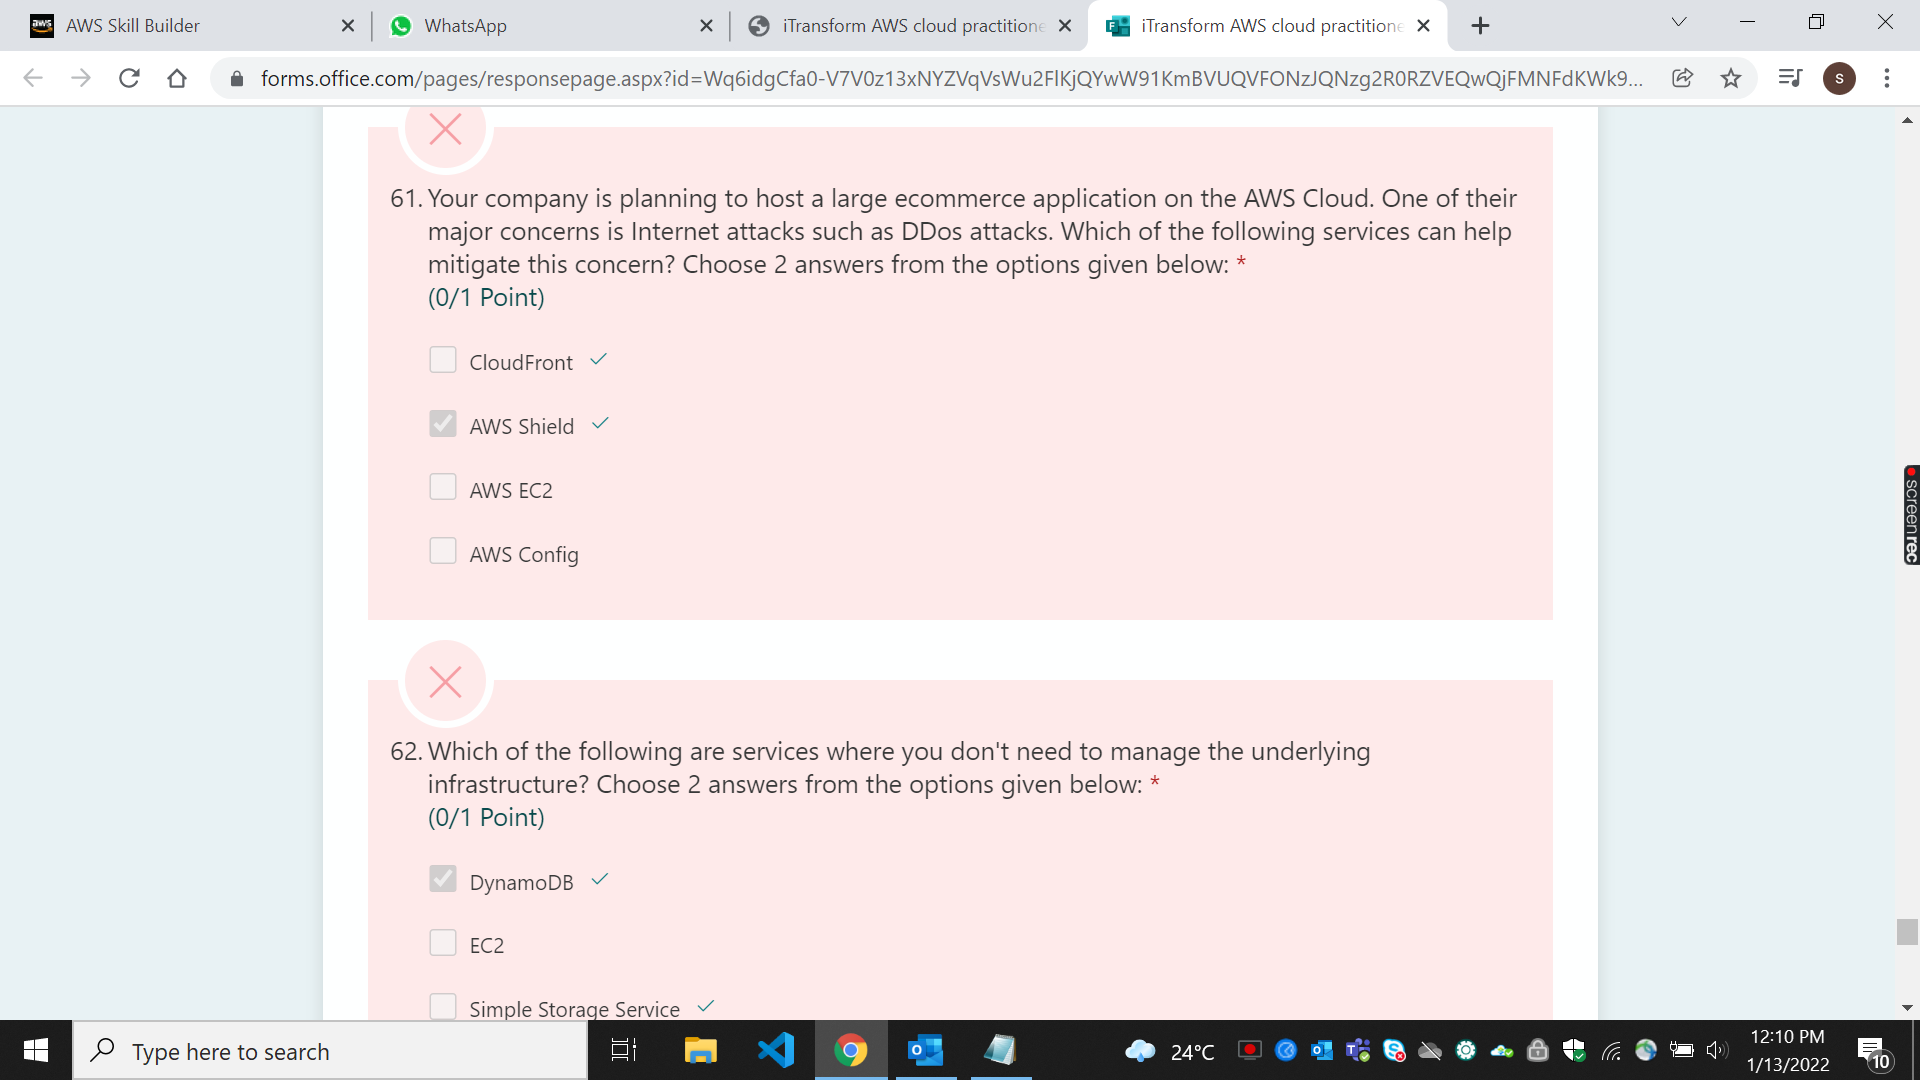 AWS Skill Builder
WhatsApp
iTransform AWS cloud practitione
iTransform AWS cloud practitione
forms.office.com/pages/responsepage.aspx?id=Wq6idgCfa0-V7V0z13xNYZVqVsWu2FlKjQYwW91KmBVUQVFONzJQNzg2R0RZVEQwQjFMNFdKWk9...
S
61. Your company is planning to host a large ecommerce application on the AWS Cloud. One of their
major concerns is Internet attacks such as DDos attacks. Which of the following services can help
mitigate this concern? Choose 2 answers from the options given below: *
(0/1 Point)
CloudFront
AWS Shield
AWS EC2
AWS Config
screenrec
62. Which of the following are services where you don't need to manage the underlying
infrastructure? Choose 2 answers from the options given below: *
(0/1 Point)
DynamoDB
EC2
Simple Storage Service
Type here to search
24°C
12:10 PM
1/13/2022
10